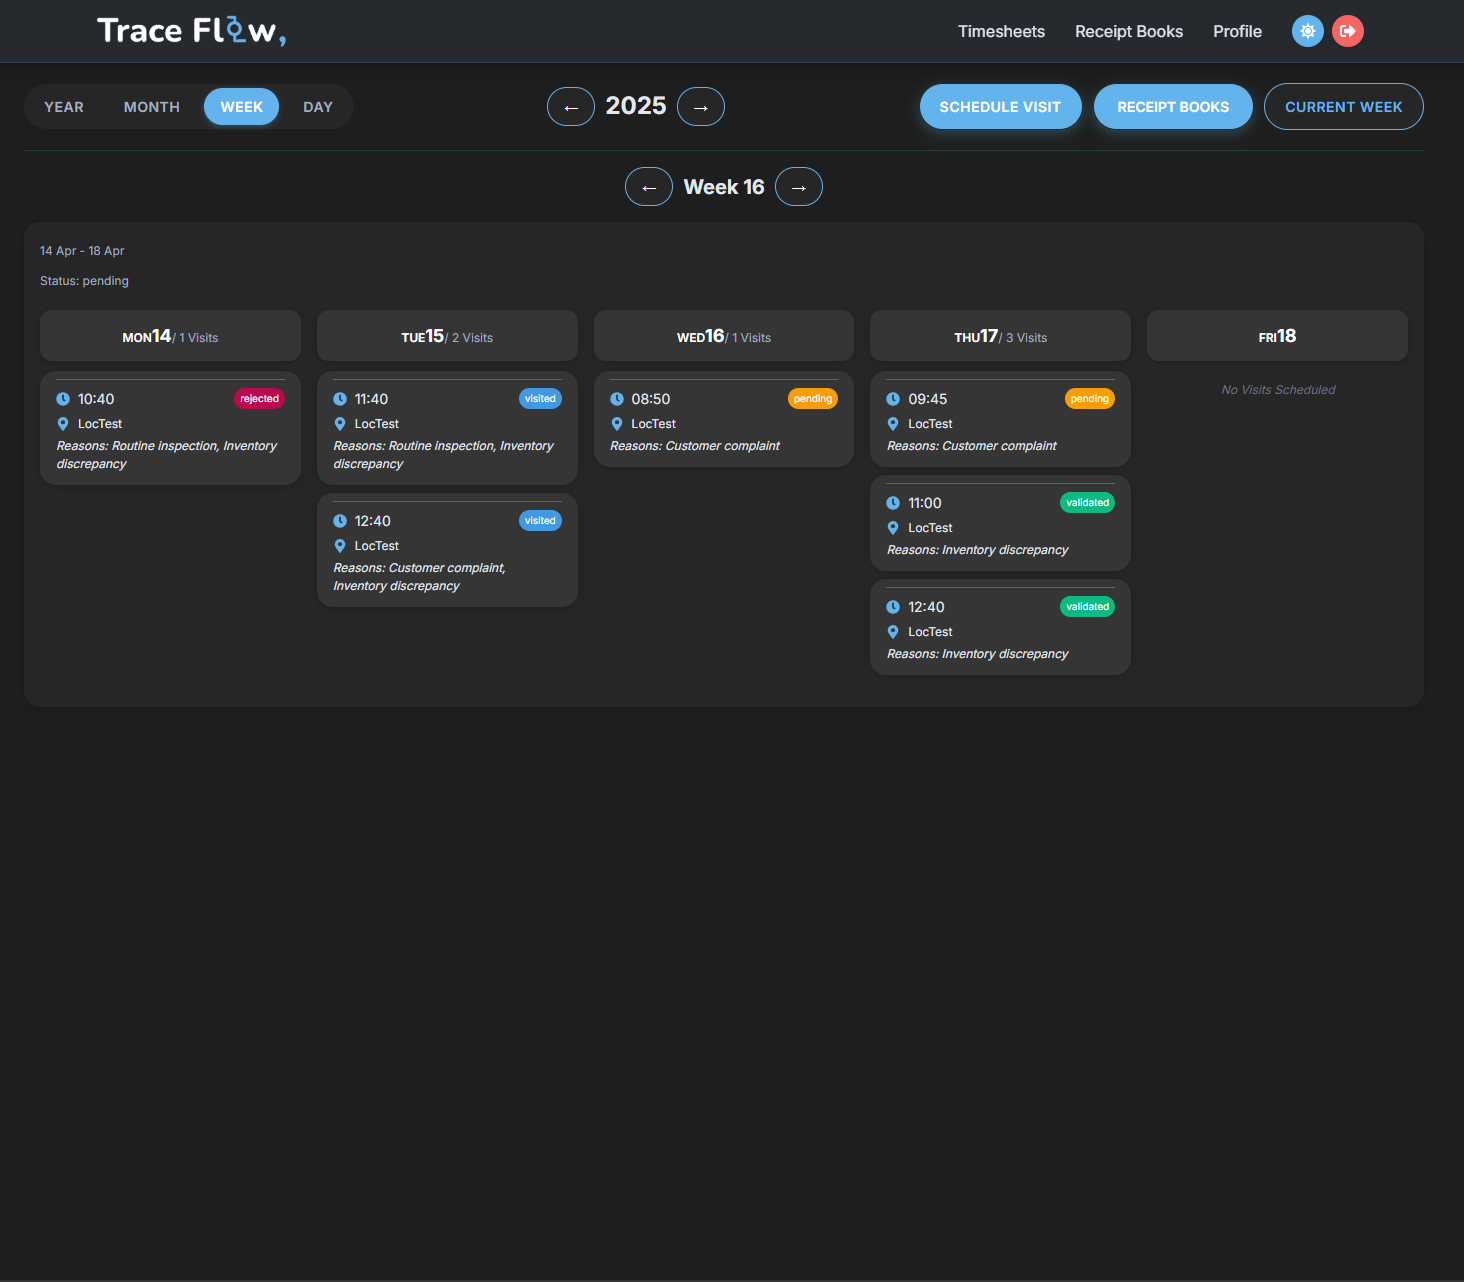 Trace Flow,
Timesheets Receipt Books Profile
YEAR MONTH WEEK DAY
← 2025 →
SCHEDULE VISIT RECEIPT BOOKS CURRENT WEEK
← Week 16 →
14 Apr - 18 Apr
Status: pending
MON14/ 1 Visits
10:40 rejected
LocTest
Reasons: Routine inspection, Inventory
discrepancy
TUE15/ 2 Visits
11:40 visited
LocTest
Reasons: Routine inspection, Inventory
discrepancy
12:40 visited
LocTest
Reasons: Customer complaint,
Inventory discrepancy
WED16/ 1 Visits
08:50 pending
LocTest
Reasons: Customer complaint
THU17/ 3 Visits
09:45 pending
LocTest
Reasons: Customer complaint
11:00 validated
LocTest
Reasons: Inventory discrepancy
12:40 validated
LocTest
Reasons: Inventory discrepancy
FRI18
No Visits Scheduled